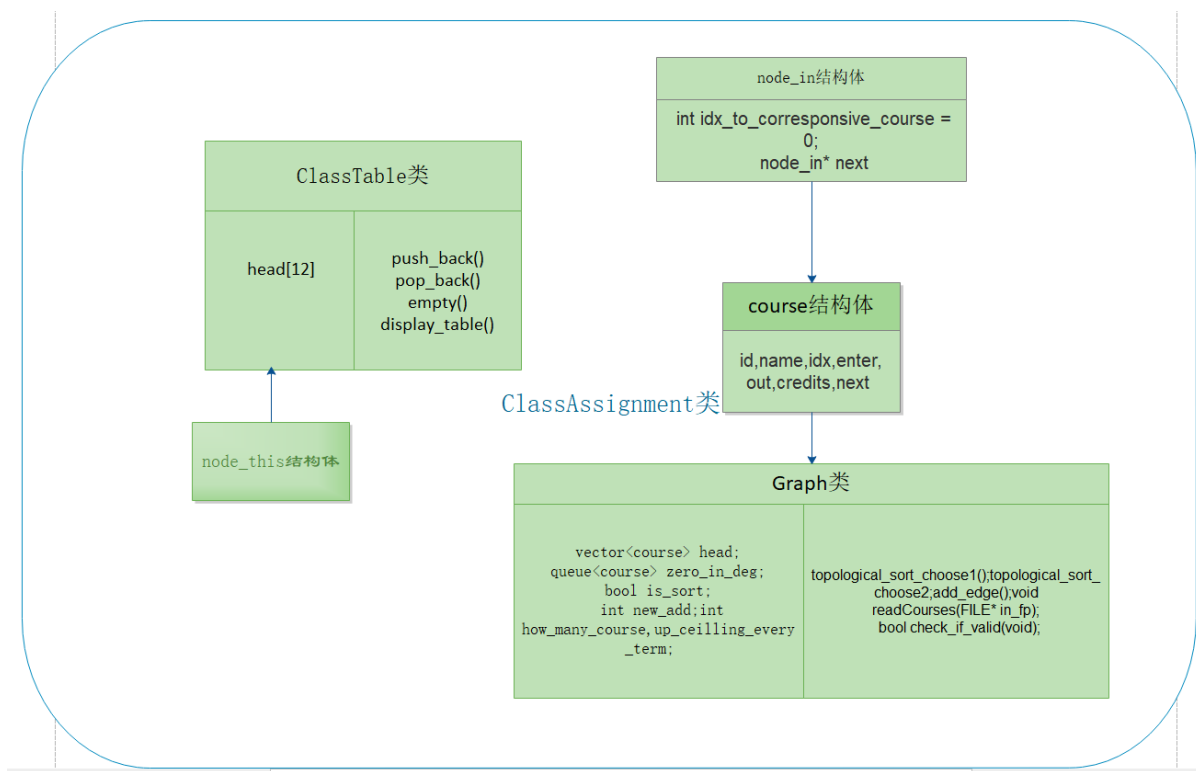 node_in结构体
int idx_to_corresponsive_course =
0;
node_in* next
ClassTable类
head[12]
push_back()
pop_back()
empty()
display_table()
course结构体
id,name,idx,enter,
out,credits,next
ClassAssignment类
node_this结构体
Graph类
vector<course> head;
queue<course> zero_in_deg;
bool is_sort;
int new_add;int
how_many_course,up_ceilling_every
_term;
topological_sort_choose1();topological_sort_
choose2;add_edge();void
readCourses(FILE* in_fp);
bool check_if_valid(void);